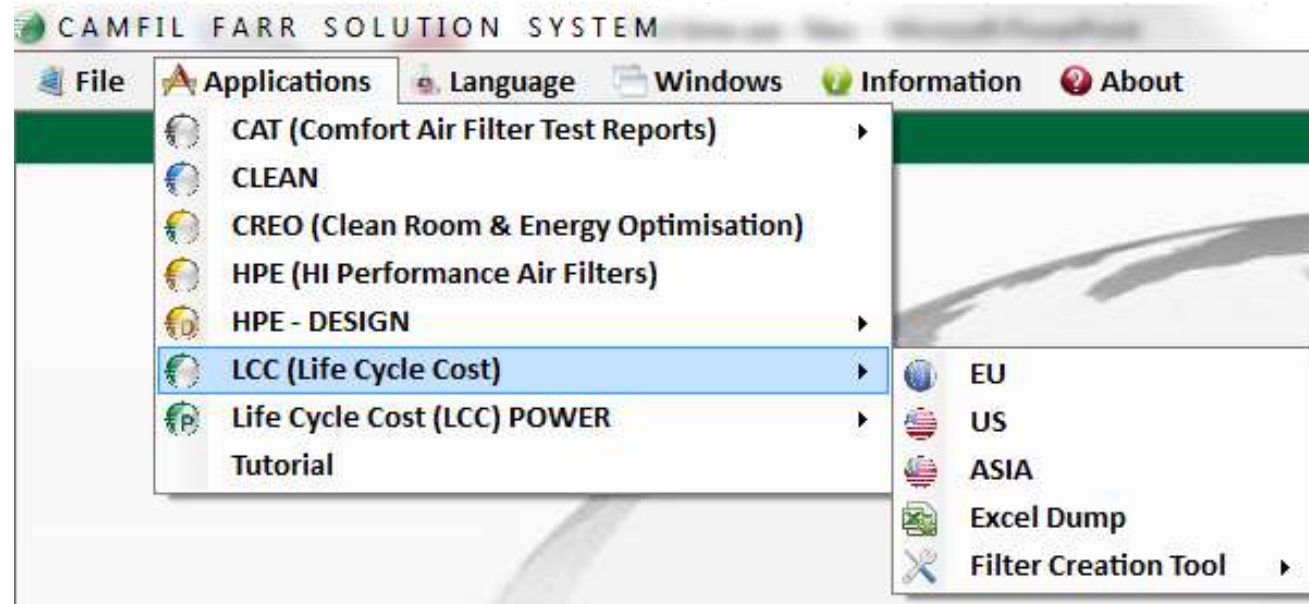 CAMFIL FARR SOLUTION SYSTEM
File Applications Language Windows Information About
CAT (Comfort Air Filter Test Reports)
CLEAN
CREO (Clean Room & Energy Optimisation)
HPE (HI Performance Air Filters)
HPE - DESIGN
LCC (Life Cycle Cost)
Life Cycle Cost (LCC) POWER
Tutorial
EU
US
ASIA
Excel Dump
Filter Creation Tool